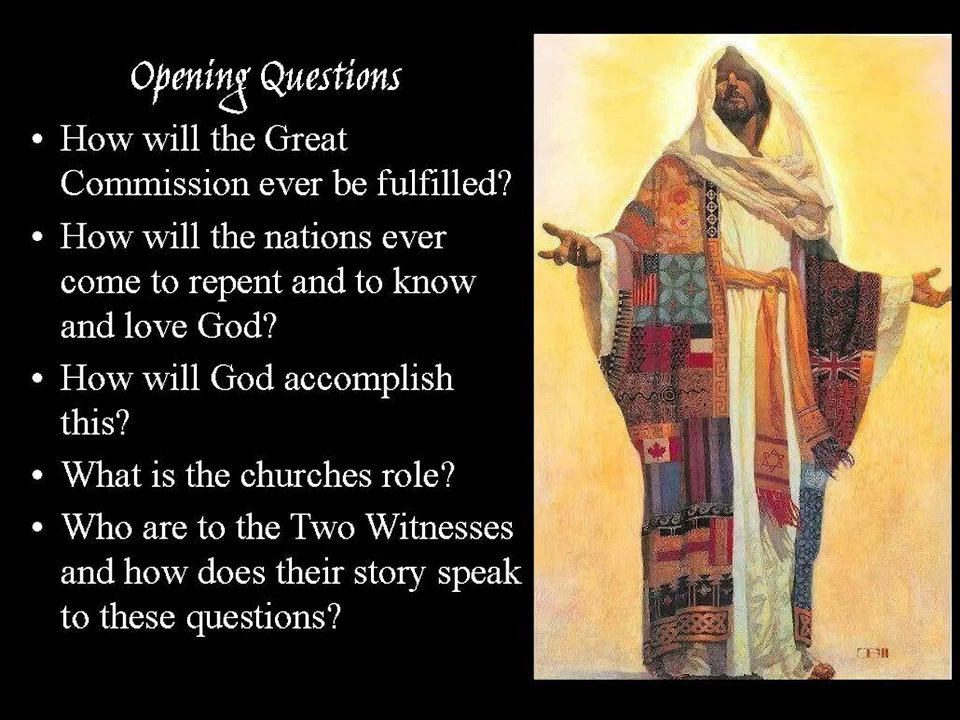 Opening Questions
• How will the Great
Commission ever be fulfilled?
• How will the nations ever
come to repent and to know
and love God?
• How will God accomplish
this?
• What is the churches role?
• Who are to the Two Witnesses
and how does their story speak
to these questions?